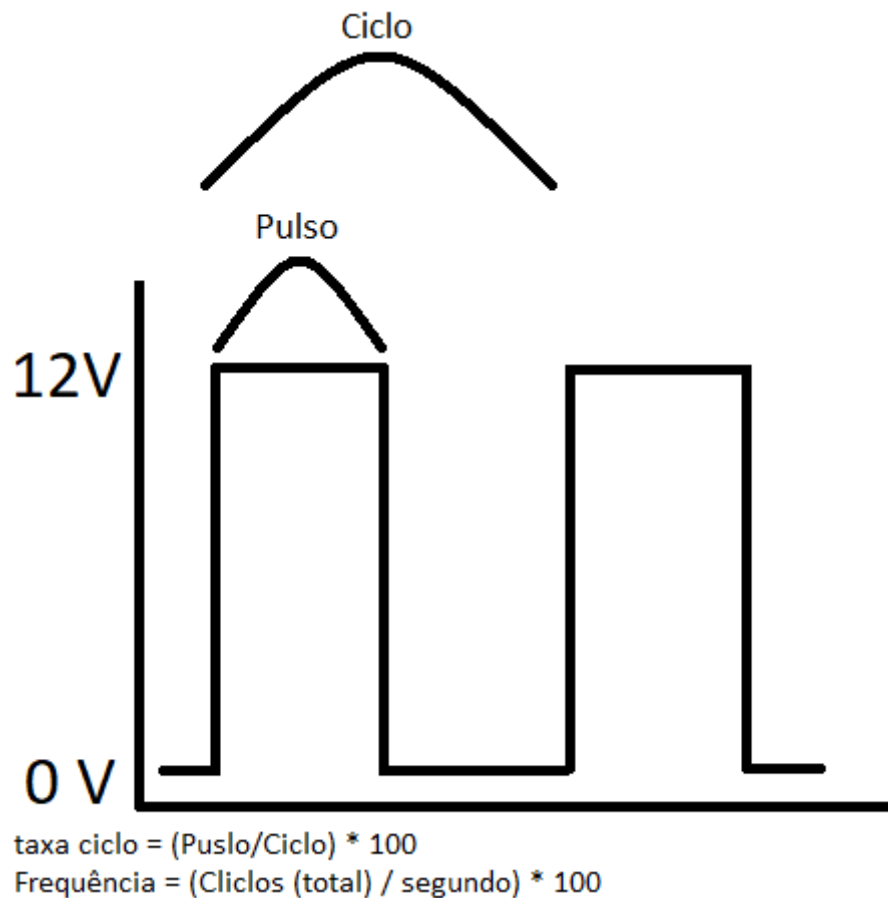 Ciclo
Pulso
12V
0 V
taxa ciclo = (Puslo/Ciclo) * 100
Frequência = (Cliclos (total) / segundo) * 100